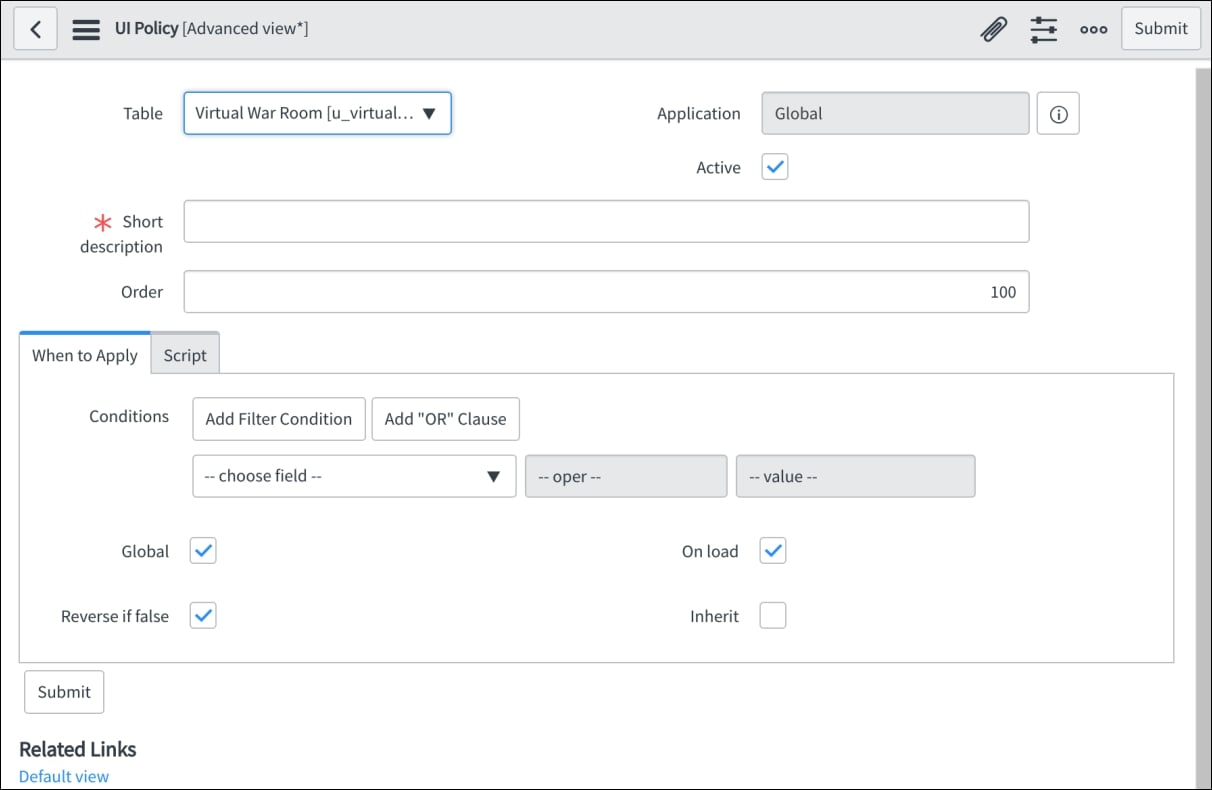 UI Policy [Advanced view*]
Submit
Table
Virtual War Room [u_virtual...
Application
Global
Active
* Short
description
Order
100
When to Apply
Script
Conditions
Add Filter Condition
Add "OR" Clause
-- choose field --
-- oper --
-- value --
Global
On load
Reverse if false
Inherit
Submit
Related Links
Default view